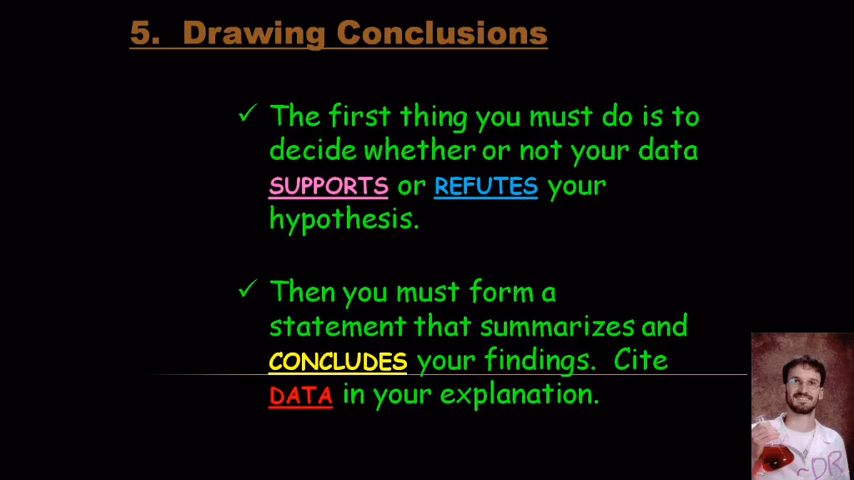 5. Drawing Conclusions
✓ The first thing you must do is to
decide whether or not your data
SUPPORTS or REFUTES your
hypothesis.
✓ Then you must form a
statement that summarizes and
CONCLUDES your findings. Cite
DATA in your explanation.
~DR